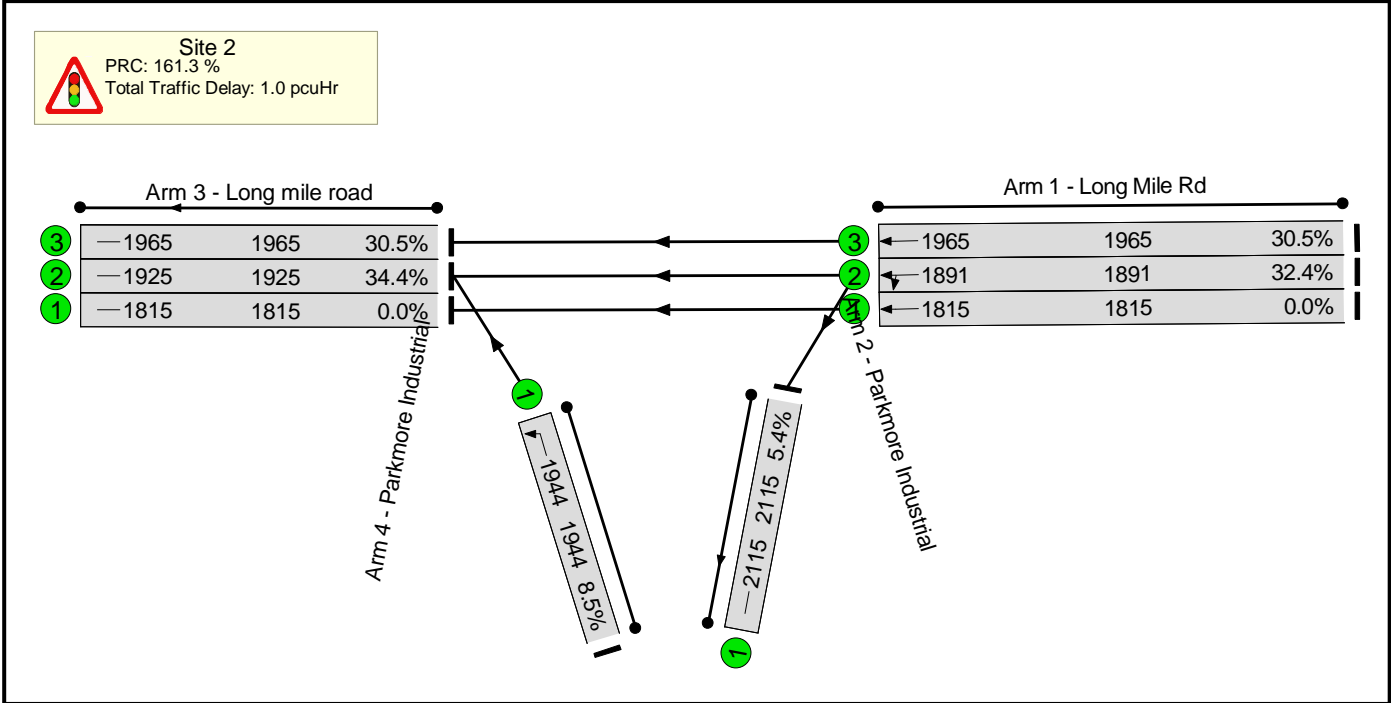 Site 2
PRC: 161.3 %
Total Traffic Delay: 1.0 pcuHr
Arm 3 - Long mile road
3 1965 1965 30.5%
2 1925 1925 34.4%
1 1815 1815 0.0%
Arm 1 - Long Mile Rd
3 1965 1965 30.5%
2 1891 1891 32.4%
1 1815 1815 0.0%
Arm 4 - Parkmore Industrial
1
1944 1944 8.5%
2115 2115 5.4%
1
Arm 2 - Parkmore Industrial